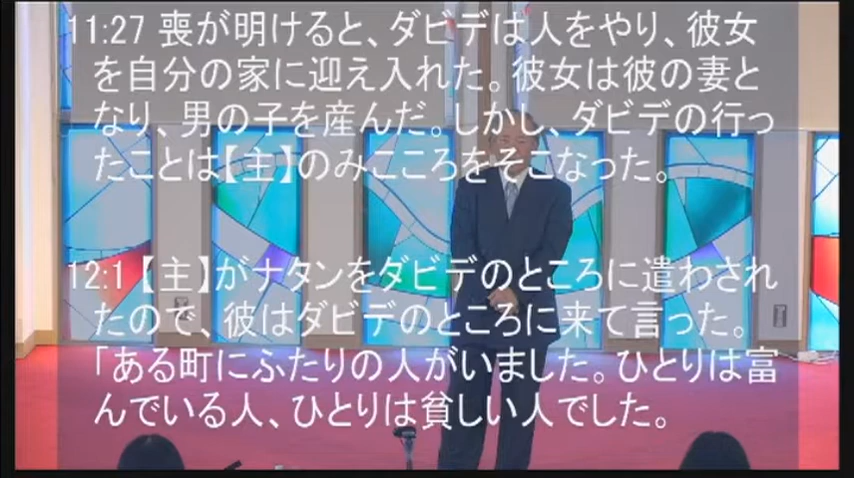 11:27 喪が明けると、ダビデは人をやり、彼女
を自分の家に迎え入れた。彼女は彼の妻と
なり、男の子を産んだ。しかし、ダビデの行っ
たことは【主】のみこころをそこなった。
12:1 【主】がナタンをダビデのところに遣わされ
たので、彼はダビデのところに来て言った。
「ある町にふたりの人がいました。ひとりは富
んでいる人、ひとりは貧しい人でした。